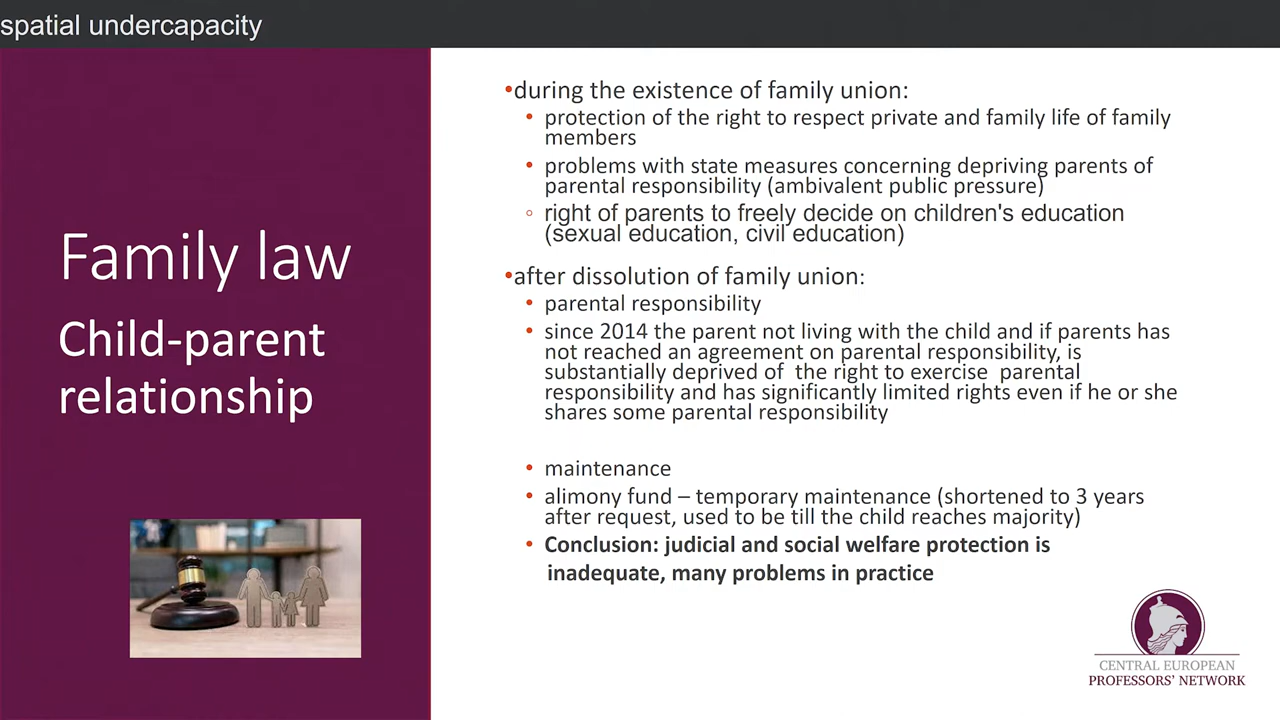 spatial undercapacity
Family law
Child-parent
relationship
•during the existence of family union:
• protection of the right to respect private and family life of family
members
• problems with state measures concerning depriving parents of
parental responsibility (ambivalent public pressure)
○ right of parents to freely decide on children's education
(sexual education, civil education)
•after dissolution of family union:
• parental responsibility
• since 2014 the parent not living with the child and if parents has
not reached an agreement on parental responsibility, is
substantially deprived of the right to exercise parental
responsibility and has significantly limited rights even if he or she
shares some parental responsibility
• maintenance
• alimony fund – temporary maintenance (shortened to 3 years
after request, used to be till the child reaches majority)
• Conclusion: judicial and social welfare protection is
inadequate, many problems in practice
CENTRAL EUROPEAN
PROFESSORS' NETWORK